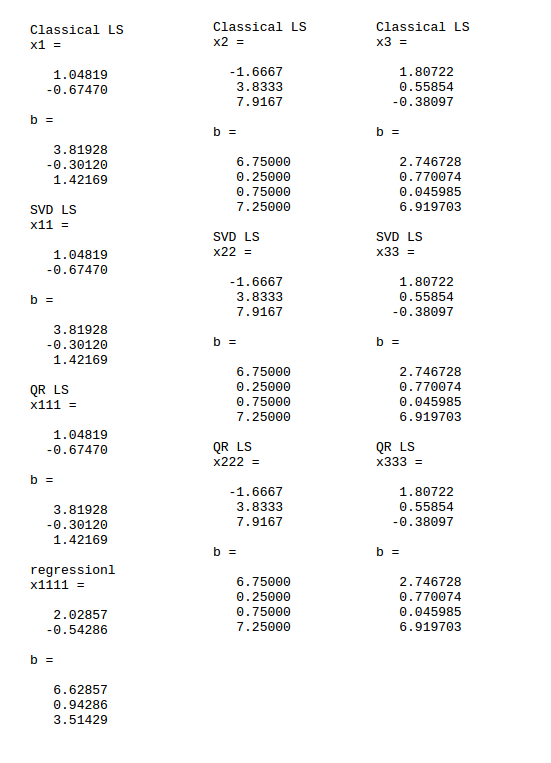 Classical LS
x1 =
1.04819
-0.67470
b =
3.81928
-0.30120
1.42169
SVD LS
x11 =
1.04819
-0.67470
b =
3.81928
-0.30120
1.42169
QR LS
x111 =
1.04819
-0.67470
b =
3.81928
-0.30120
1.42169
regressionl
x1111 =
2.02857
-0.54286
b =
6.62857
0.94286
3.51429
Classical LS
x2 =
-1.6667
3.8333
7.9167
b =
6.75000
0.25000
0.75000
7.25000
SVD LS
x22 =
-1.6667
3.8333
7.9167
b =
6.75000
0.25000
0.75000
7.25000
QR LS
x222 =
-1.6667
3.8333
7.9167
b =
6.75000
0.25000
0.75000
7.25000
Classical LS
x3 =
1.80722
0.55854
-0.38097
b =
2.746728
0.770074
0.045985
6.919703
SVD LS
x33 =
1.80722
0.55854
-0.38097
b =
2.746728
0.770074
0.045985
6.919703
QR LS
x333 =
1.80722
0.55854
-0.38097
b =
2.746728
0.770074
0.045985
6.919703